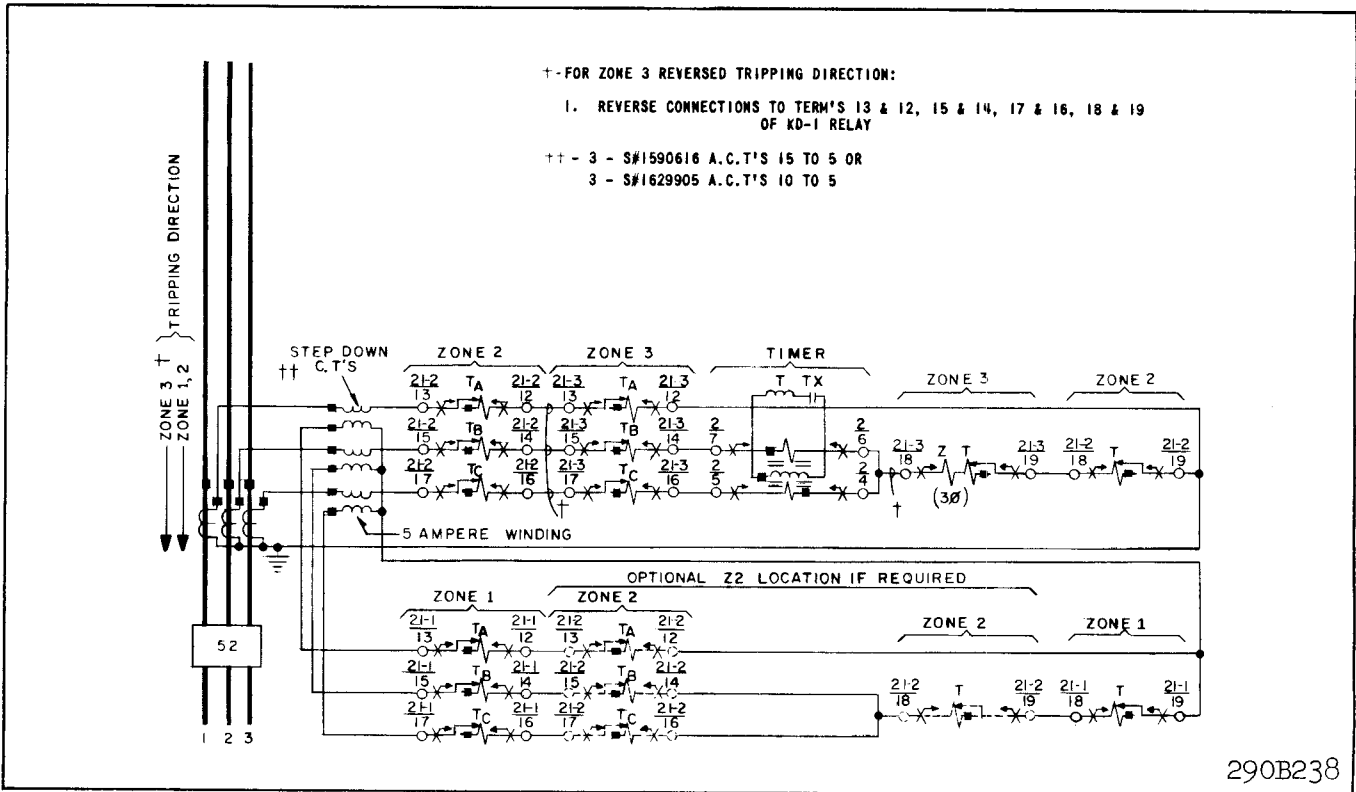 †-FOR ZONE 3 REVERSED TRIPPING DIRECTION:
1. REVERSE CONNECTIONS TO TERM'S 13 & 12, 15 & 14, 17 & 16, 18 & 19
OF KD-1 RELAY
†† - 3 - S#1590616 A.C.T'S 15 TO 5 OR
3 - S#1629905 A.C.T'S 10 TO 5
TRIPPING DIRECTION
ZONE 3 †
ZONE 1,2
STEP DOWN
†† C.T'S
ZONE 2 ZONE 3 TIMER
T TX
ZONE 3 ZONE 2
21-2 TA 21-2 21-3 TA 21-3
13 12 13 12
21-2 TB 21-2 21-3 TB 21-3 2 2
15 14 15 14 7 6
21-3 Z T 21-3 21-2 T 21-2
18 19 18 19
(3Ø)
21-2 TC 21-2 21-3 TC 21-3 2 2
17 16 17 16 5 4
† †
5 AMPERE WINDING
OPTIONAL Z2 LOCATION IF REQUIRED
ZONE 1 ZONE 2
ZONE 2 ZONE 1
21-1 TA 21-1 21-2 TA 21-2
13 12 13 12
21-1 TB 21-1 21-2 TB 21-2
15 14 15 14
21-2 T 21-2 21-1 T 21-1
18 19 18 19
21-1 TC 21-1 21-2 TC 21-2
17 16 17 16
52
1 2 3
290B238